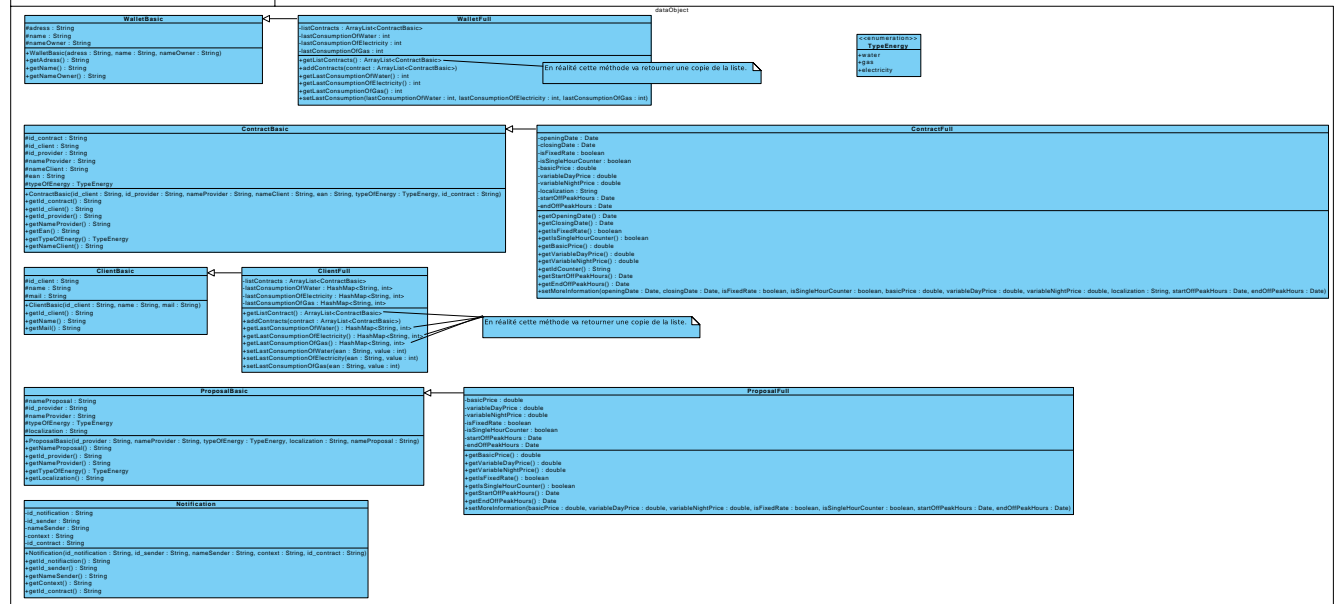 dataObject
WalletBasic
#adress : String
#name : String
#nameOwner : String
+WalletBasic(adress : String, name : String, nameOwner : String)
+getAdress() : String
+getName() : String
+getNameOwner() : String
WalletFull
-listContracts : ArrayList<ContractBasic>
-lastConsumptionOfWater : int
-lastConsumptionOfElectricity : int
-lastConsumptionOfGas : int
+getListContracts() : ArrayList<ContractBasic>
+addContracts(contract : ArrayList<ContractBasic>)
+getLastConsumptionOfWater() : int
+getLastConsumptionOfElectricity() : int
+getLastConsumptionOfGas() : int
+setLastConsumption(lastConsumptionOfWater : int, lastConsumptionOfElectricity : int, lastConsumptionOfGas : int)
En réalité cette méthode va retourner une copie de la liste.
<<enumeration>>
TypeEnergy
+water
+gas
+electricity
ContractBasic
#id_contract : String
#id_client : String
#id_provider : String
#nameProvider : String
#nameClient : String
#ean : String
#typeOfEnergy : TypeEnergy
+ContractBasic(id_client : String, id_provider : String, nameProvider : String, nameClient : String, ean : String, typeOfEnergy : TypeEnergy, id_contract : String)
+getId_contract() : String
+getId_client() : String
+getId_provider() : String
+getNameProvider() : String
+getEan() : String
+getTypeOfEnergy() : TypeEnergy
+getNameClient() : String
ContractFull
-openingDate : Date
-closingDate : Date
-isFixedRate : boolean
-isSingleHourCounter : boolean
-basicPrice : double
-variableDayPrice : double
-variableNightPrice : double
-localization : String
-startOffPeakHours : Date
-endOffPeakHours : Date
+getOpeningDate() : Date
+getClosingDate() : Date
+getIsFixedRate() : boolean
+getIsSingleHourCounter() : boolean
+getBasicPrice() : double
+getVariableDayPrice() : double
+getVariableNightPrice() : double
+getIdCounter() : String
+getStartOffPeakHours() : Date
+getEndOffPeakHours() : Date
+setMoreInformation(openingDate : Date, closingDate : Date, isFixedRate : boolean, isSingleHourCounter : boolean, basicPrice : double, variableDayPrice : double, variableNightPrice : double, localization : String, startOffPeakHours : Date, endOffPeakHours : Date)
ClientBasic
#id_client : String
#name : String
#mail : String
+ClientBasic(id_client : String, name : String, mail : String)
+getId_client() : String
+getName() : String
+getMail() : String
ClientFull
-listContracts : ArrayList<ContractBasic>
-lastConsumptionOfWater : HashMap<String, int>
-lastConsumptionOfElectricity : HashMap<String, int>
-lastConsumptionOfGas : HashMap<String, int>
+getListContract() : ArrayList<ContractBasic>
+addContracts(contract : ArrayList<ContractBasic>)
+getLastConsumptionOfWater() : HashMap<String, int>
+getLastConsumptionOfElectricity() : HashMap<String, int>
+getLastConsumptionOfGas() : HashMap<String, int>
+setLastConsumptionOfWater(ean : String, value : int)
+setLastConsumptionOfElectricity(ean : String, value : int)
+setLastConsumptionOfGas(ean : String, value : int)
En réalité cette méthode va retourner une copie de la liste.
ProposalBasic
#nameProposal : String
#id_provider : String
#nameProvider : String
#typeOfEnergy : TypeEnergy
#localization : String
+ProposalBasic(id_provider : String, nameProvider : String, typeOfEnergy : TypeEnergy, localization : String, nameProposal : String)
+getNameProposal() : String
+getId_provider() : String
+getNameProvider() : String
+getTypeOfEnergy() : TypeEnergy
+getLocalization() : String
ProposalFull
-basicPrice : double
-variableDayPrice : double
-variableNightPrice : double
-isFixedRate : boolean
-isSingleHourCounter : boolean
-startOffPeakHours : Date
-endOffPeakHours : Date
+getBasicPrice() : double
+getVariableDayPrice() : double
+getVariableNightPrice() : double
+getIsFixedRate() : boolean
+getIsSingleHourCounter() : boolean
+getStartOffPeakHours() : Date
+getEndOffPeakHours() : Date
+setMoreInformation(basicPrice : double, variableDayPrice : double, variableNightPrice : double, isFixedRate : boolean, isSingleHourCounter : boolean, startOffPeakHours : Date, endOffPeakHours : Date)
Notification
-id_notification : String
-id_sender : String
-nameSender : String
-context : String
-id_contract : String
+Notification(id_notification : String, id_sender : String, nameSender : String, context : String, id_contract : String)
+getId_notifiaction() : String
+getId_sender() : String
+getNameSender() : String
+getContext() : String
+getId_contract() : String